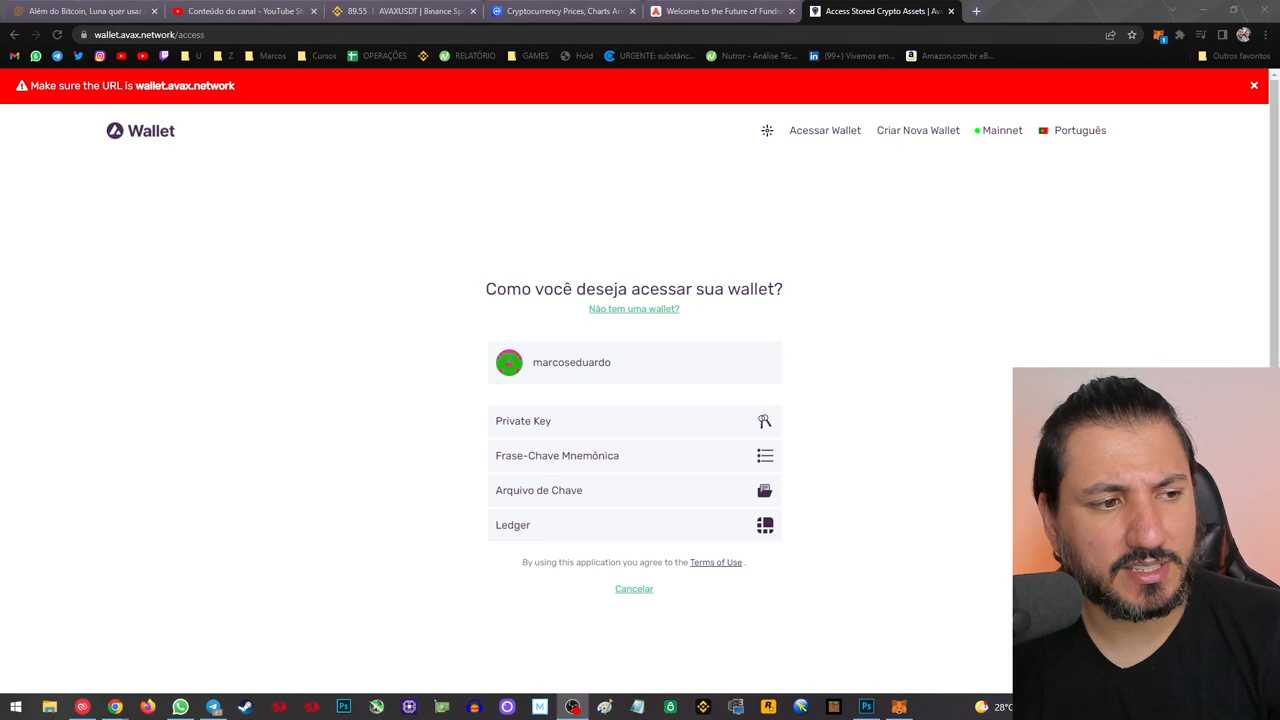 Além do Bitcoin, Luna quer usar
Conteúdo do canal - YouTube St
89.55 | AVAXUSDT | Binance Sp
Cryptocurrency Prices, Charts An
Welcome to the Future of Fundr
Access Stored Crypto Assets | Av
wallet.avax.network/access
U
Z
Marcos
Cursos
OPERAÇÕES
RELATÓRIO
GAMES
Hold
URGENTE: substânc...
Nutror - Análise Téc...
(99+) Vivemos em...
Amazon.com.br eB...
Outros favoritos
Make sure the URL is wallet.avax.network
Wallet
Acessar Wallet
Criar Nova Wallet
Mainnet
Português
Como você deseja acessar sua wallet?
Não tem uma wallet?
marcoseduardo
Private Key
Frase-Chave Mnemônica
Arquivo de Chave
Ledger
By using this application you agree to the Terms of Use .
Cancelar
28°C